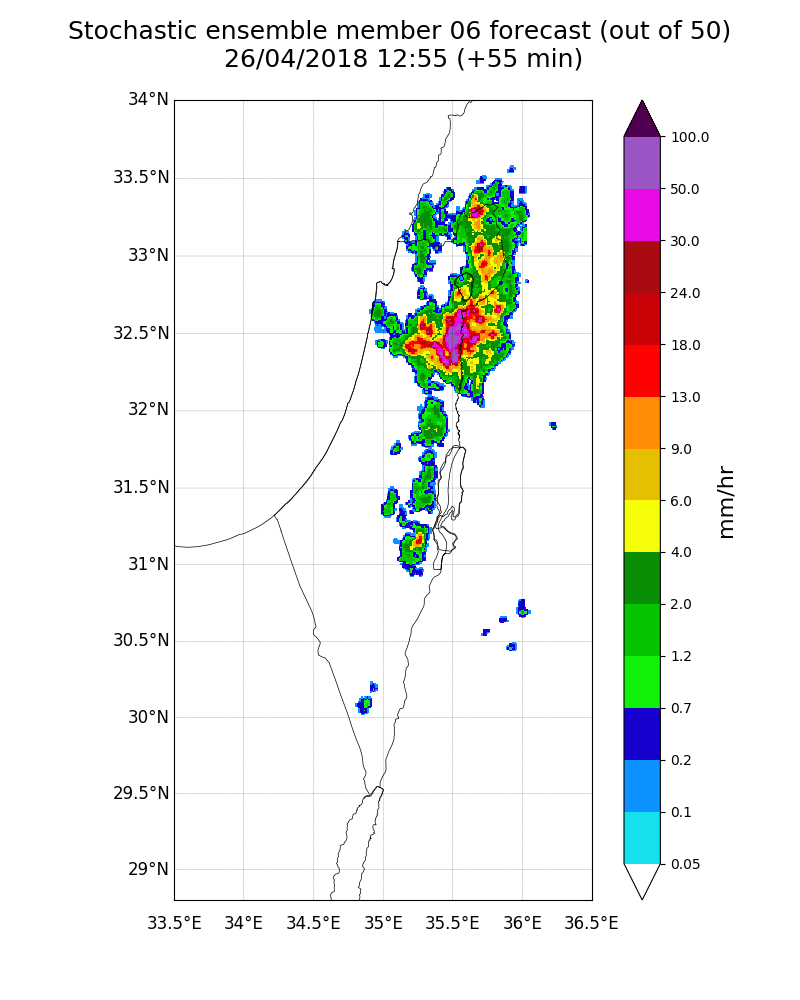 Stochastic ensemble member 06 forecast (out of 50)
26/04/2018 12:55 (+55 min)
34°N
33.5°N
33°N
32.5°N
32°N
31.5°N
31°N
30.5°N
30°N
29.5°N
29°N
33.5°E 34°E 34.5°E 35°E 35.5°E 36°E 36.5°E
100.0
50.0
30.0
24.0
18.0
13.0
9.0
6.0
4.0
2.0
1.2
0.7
0.2
0.1
0.05
mm/hr